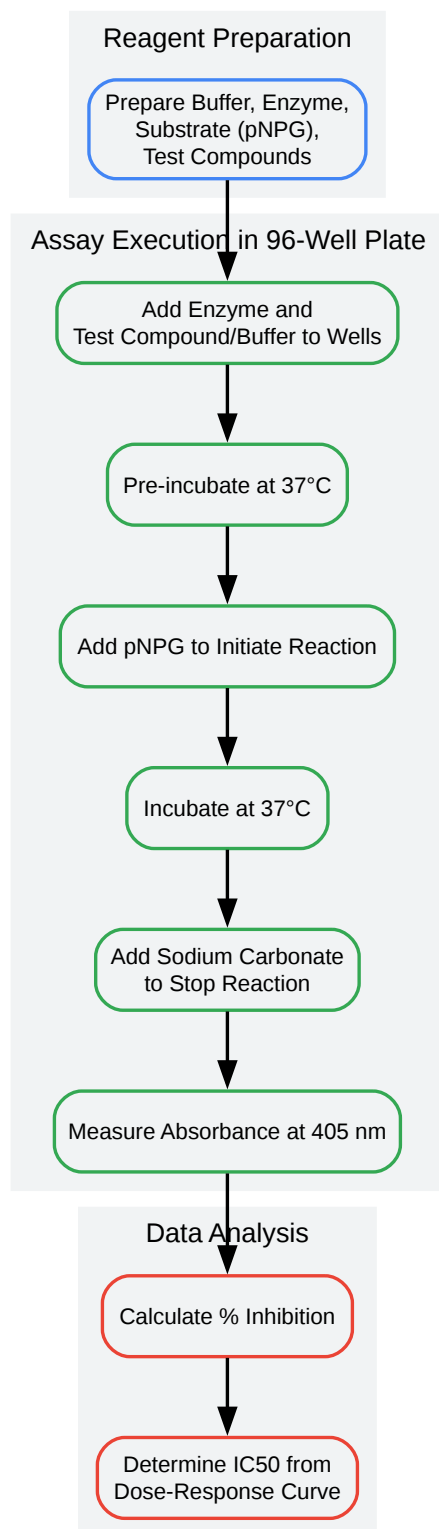 Reagent Preparation
Prepare Buffer, Enzyme,
Substrate (pNPG),
Test Compounds
Assay Execution in 96-Well Plate
Add Enzyme and
Test Compound/Buffer to Wells
Pre-incubate at 37°C
Add pNPG to Initiate Reaction
Incubate at 37°C
Add Sodium Carbonate
to Stop Reaction
Measure Absorbance at 405 nm
Data Analysis
Calculate % Inhibition
Determine IC50 from
Dose-Response Curve